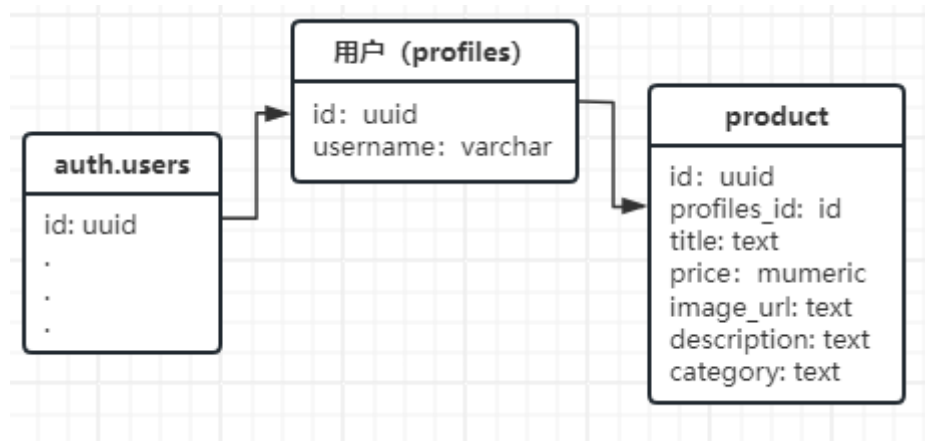 auth.users
id: uuid
.
.
.
用户（profiles）
id：uuid
username：varchar
product
id：uuid
profiles_id：id
title: text
price：mumeric
image_url: text
description: text
category: text